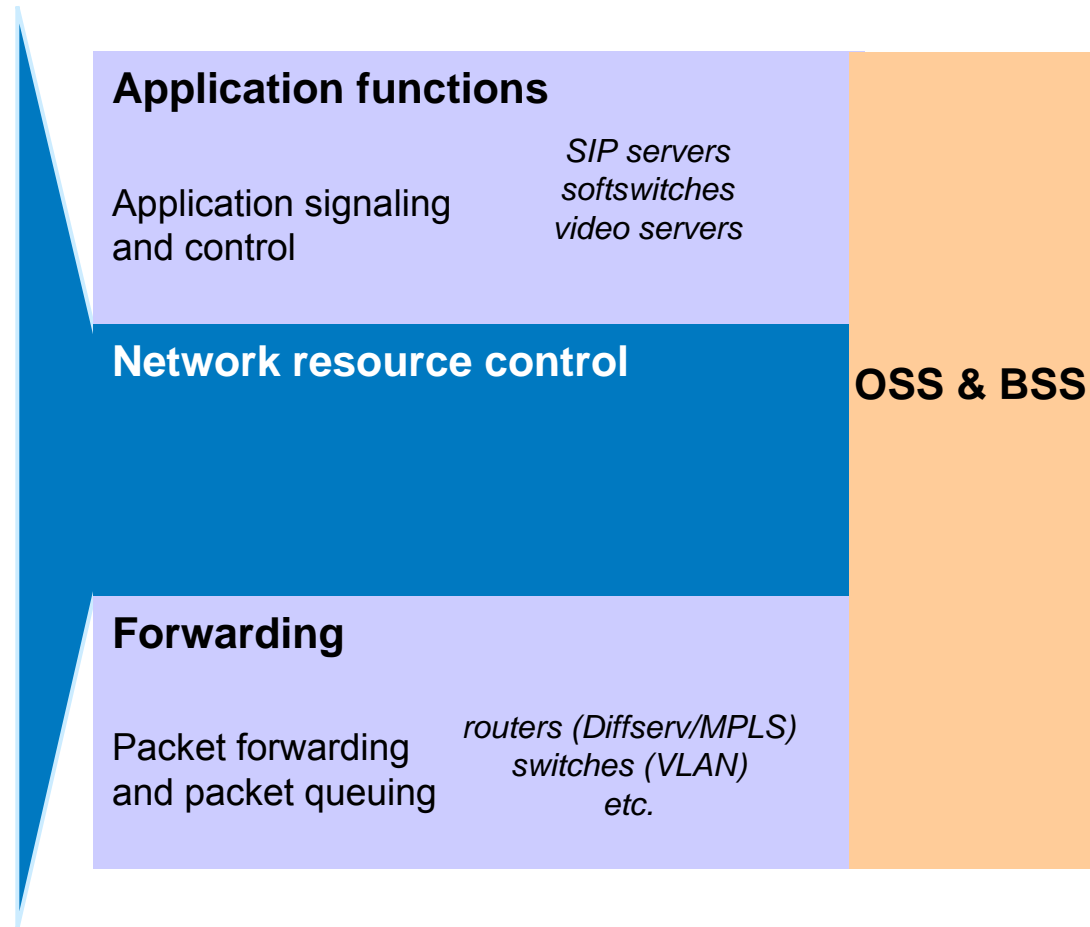 Application functions
SIP servers
softswitches
video servers
Application signaling
and control
Network resource control
OSS & BSS
Forwarding
routers (Diffserv/MPLS)
switches (VLAN)
etc.
Packet forwarding
and packet queuing